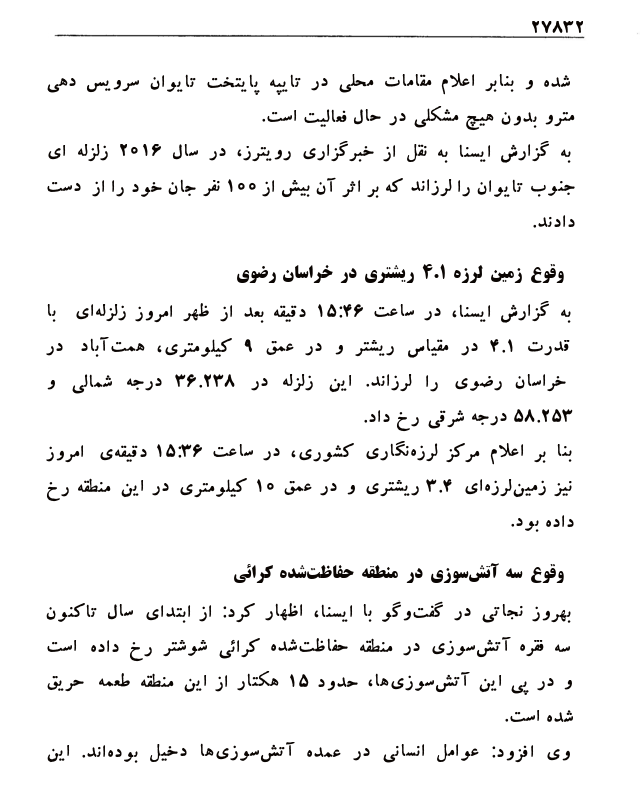 ۲۷۸۳۲
شده و بنابر اعلام مقامات محلی در تایپه پایتخت تایوان سرویس دهی
مترو بدون هیچ مشکلی در حال فعالیت است.
به گزارش ایسنا به نقل از خبرگزاری رویترز، در سال ۲۰۱۶ زلزله ای
جنوب تایوان را لرزاند که بر اثر آن بیش از ۱۰۰ نفر جان خود را از دست
دادند.
وقوع زمین لرزه ۴.۱ ریشتری در خراسان رضوی
به گزارش ایسنا، در ساعت ۱۵:۴۶ دقیقه بعد از ظهر امروز زلزله‌ای با
قدرت ۴.۱ در مقیاس ریشتر و در عمق ۹ کیلومتری، همت‌آباد در
خراسان رضوی را لرزاند. این زلزله در ۳۶.۲۳۸ درجه شمالی و
۵۸.۲۵۳ درجه شرقی رخ داد.
بنا بر اعلام مرکز لرزه‌نگاری کشوری، در ساعت ۱۵:۳۶ دقیقه‌ی امروز
نیز زمین‌لرزه‌ای ۳.۴ ریشتری و در عمق ۱۰ کیلومتری در این منطقه رخ
داده بود.
وقوع سه آتش‌سوزی در منطقه حفاظت‌شده کرائی
بهروز نجاتی در گفت‌وگو با ایسنا، اظهار کرد: از ابتدای سال تاکنون
سه فقره آتش‌سوزی در منطقه حفاظت‌شده کرائی شوشتر رخ داده است
و در پی این آتش‌سوزی‌ها، حدود ۱۵ هکتار از این منطقه طعمه حریق
شده است.
وی افزود: عوامل انسانی در عمده آتش‌سوزی‌ها دخیل بوده‌اند. این